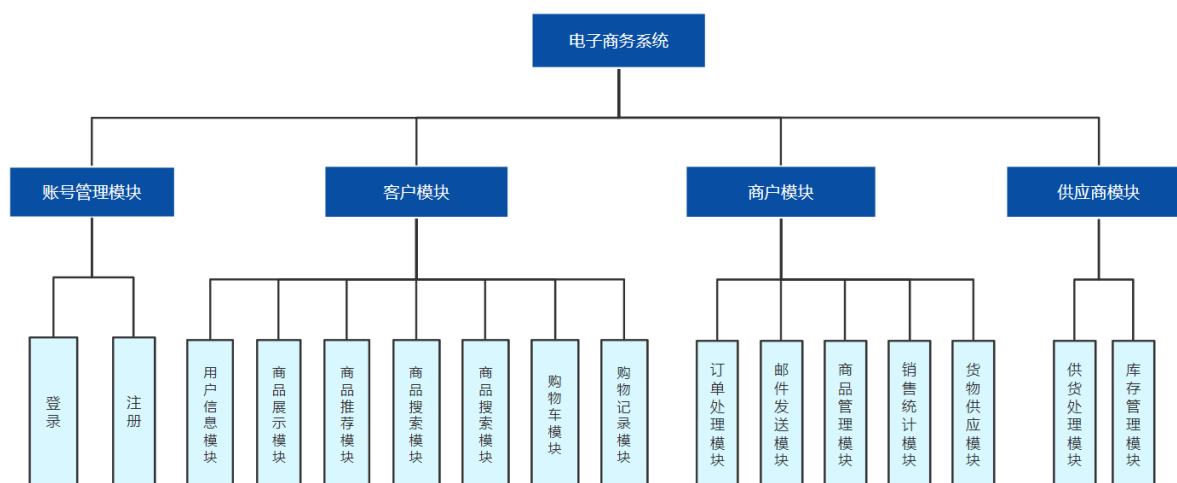 电子商务系统
账号管理模块
客户模块
商户模块
供应商模块
登录
注册
用户信息模块
商品展示模块
商品推荐模块
商品搜索模块
商品搜索模块
购物车模块
购物记录模块
订单处理模块
邮件发送模块
商品管理模块
销售统计模块
货物供应模块
供货处理模块
库存管理模块